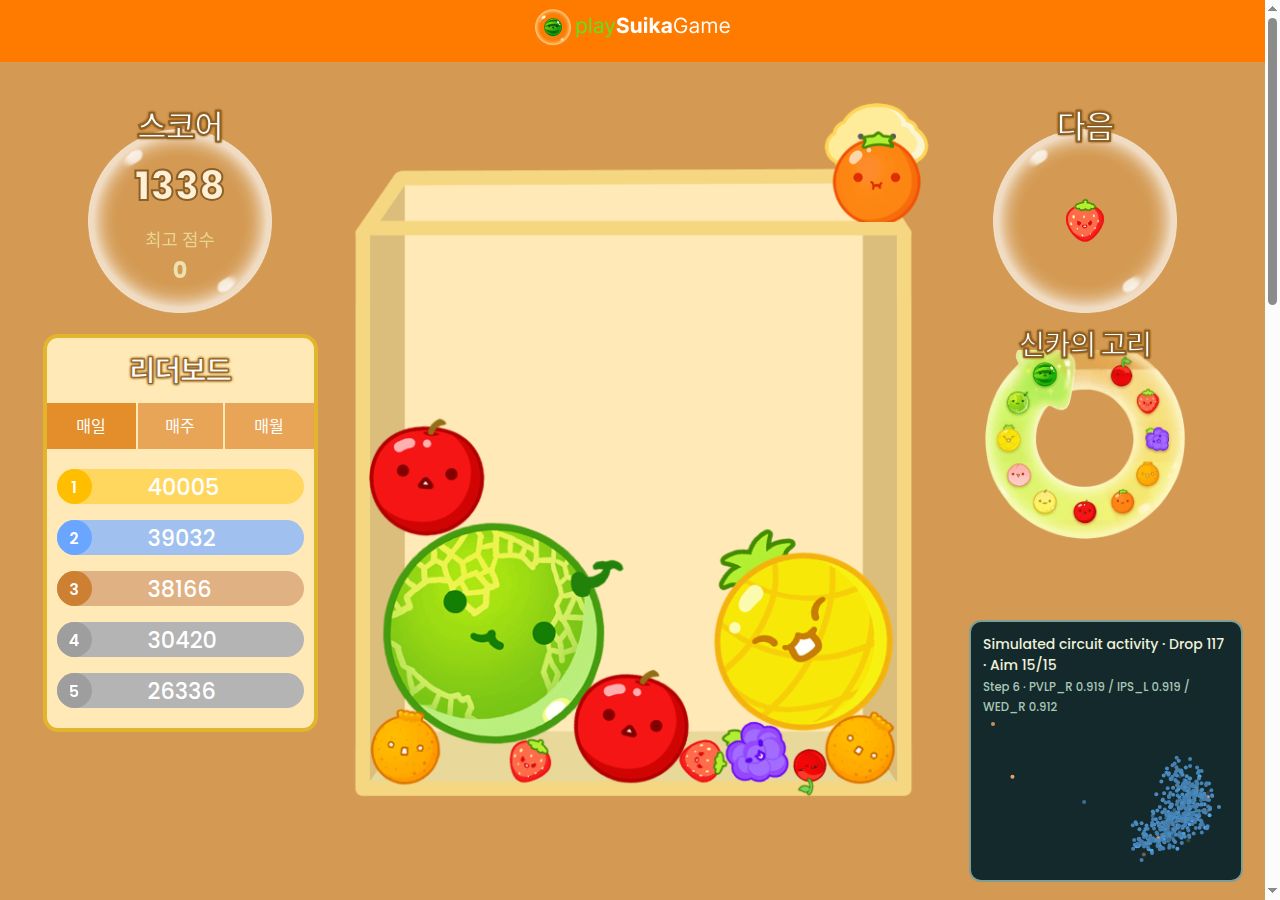 playSuikaGame
스코어
1338
최고 점수
0
다음
신카의 고리
리더보드
매일 매주 매월
1 40005
2 39032
3 38166
4 30420
5 26336
Simulated circuit activity · Drop 117
· Aim 15/15
Step 6 · PVLP_R 0.919 / IPS_L 0.919 /
WED_R 0.912